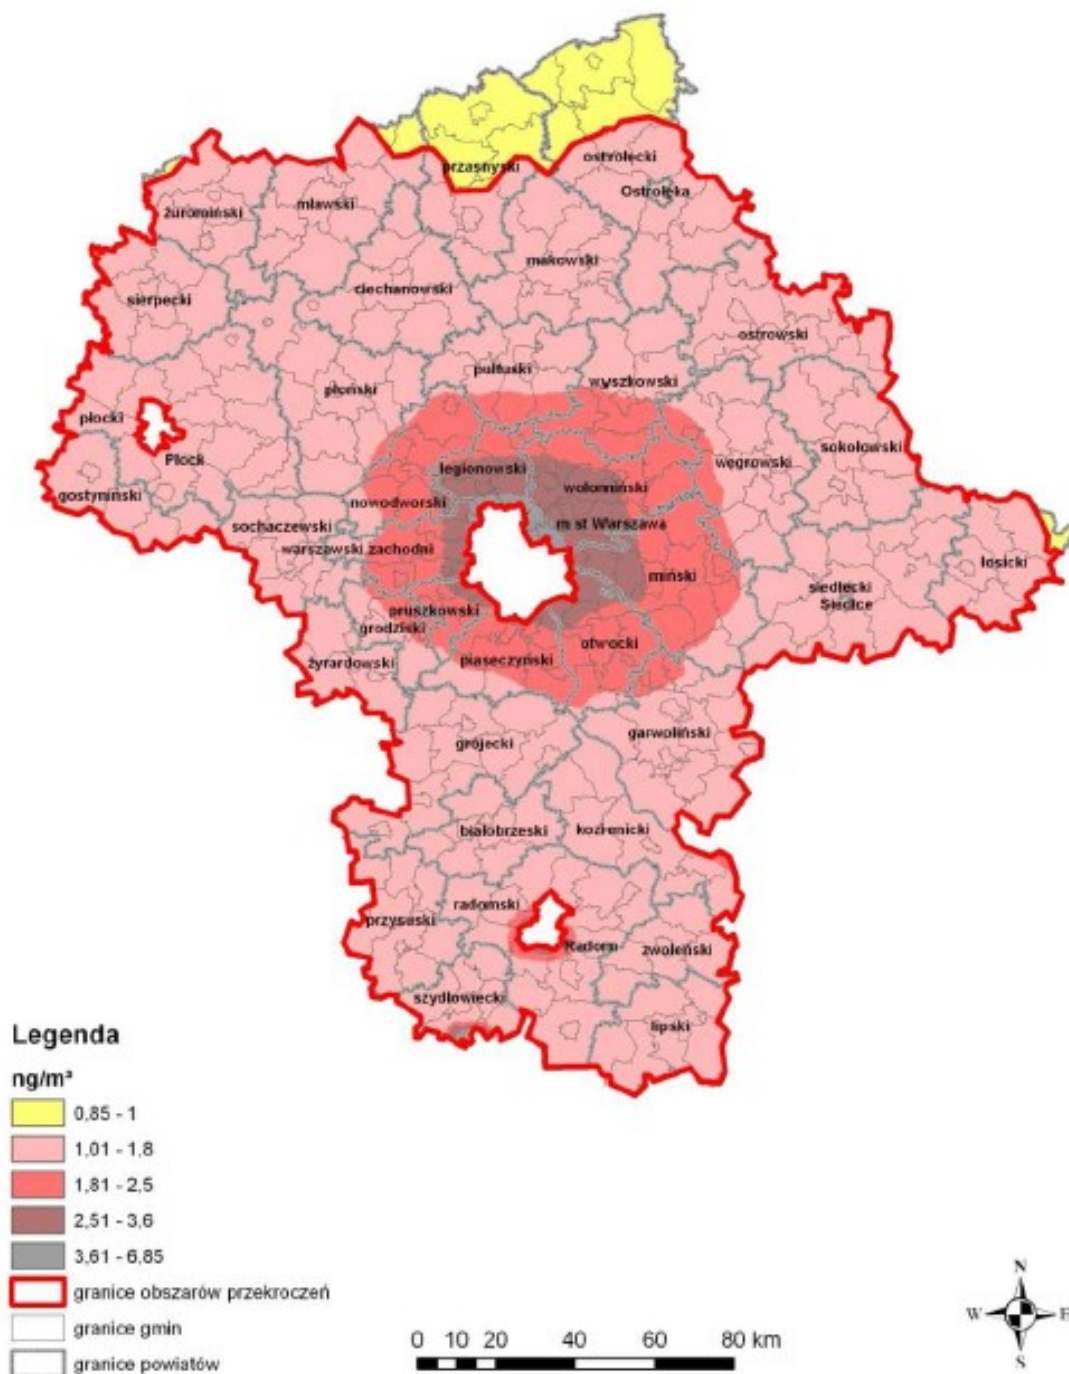 przasnyski
ostrołęcki
Ostrołęka
żuromiński
mławski
makowski
ciechanowski
sierpecki
ostrowski
pułtuski
wyszkowski
płoński
płocki
Płock
sokołowski
węgrowski
legionowski
wołomiński
gostyniński
nowodworski
sochaczewski
m st Warszawa
warszawski zachodni
łosicki
miński
siedlecki
Siedlce
pruszkowski
grodziski
otwocki
żyrardowski
piaseczyński
garwoliński
grójecki
białobrzeski
kozienicki
radomski
przysuski
Radom
zwoleński
szydłowiecki
lipski
Legenda
ng/m³
0,85 - 1
1,01 - 1,8
1,81 - 2,5
2,51 - 3,6
3,61 - 6,85
granice obszarów przekroczeń
granice gmin
granice powiatów
0 10 20 40 60 80 km
N
W E
S